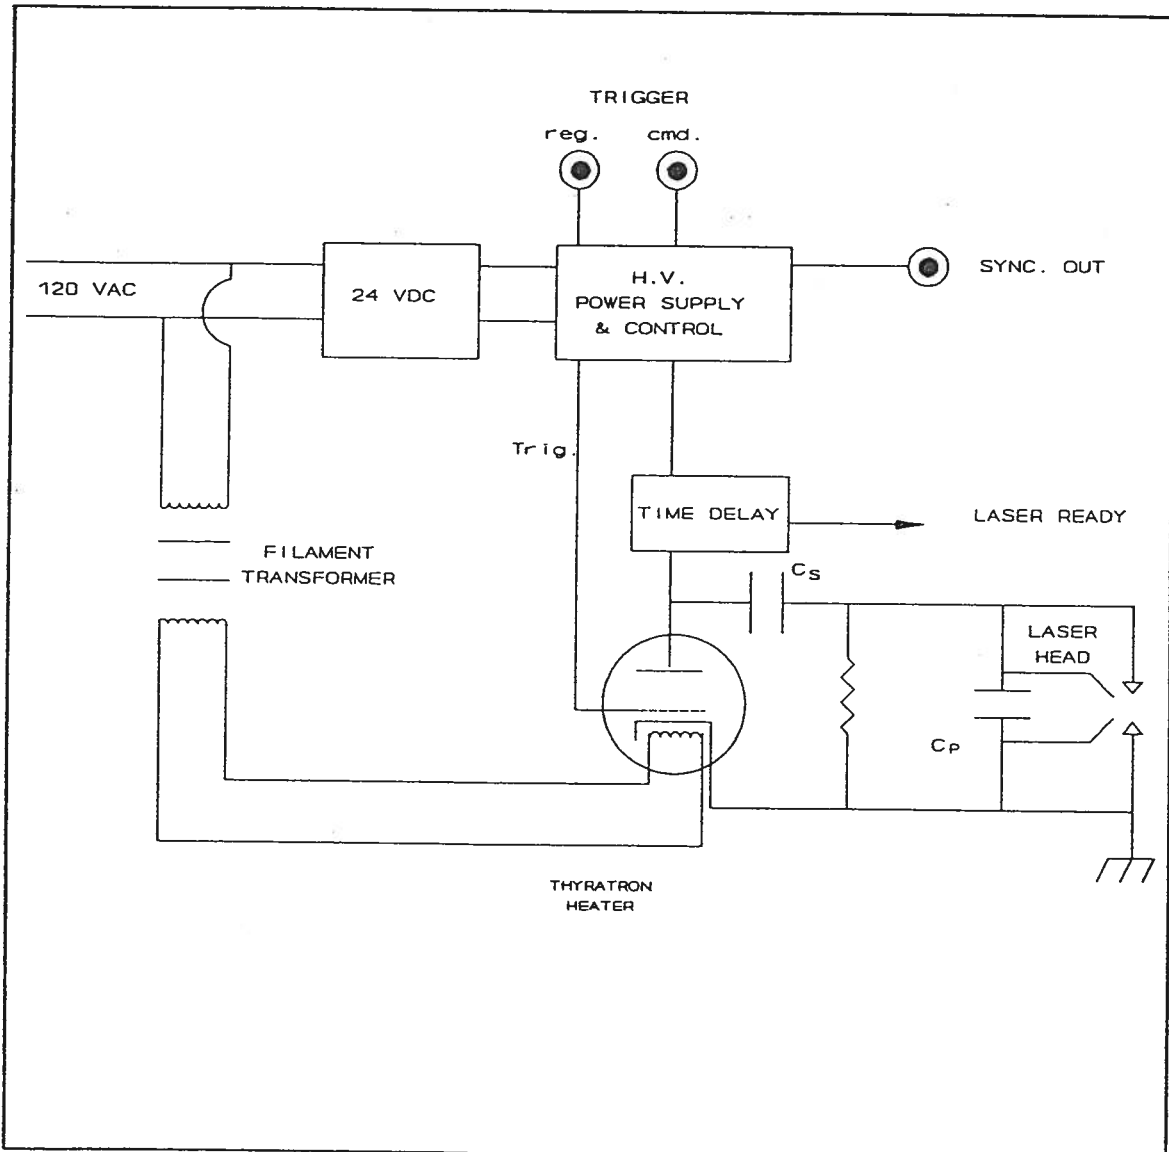 TRIGGER
reg. cmd.
120 VAC
24 VDC
H.V.
POWER SUPPLY
& CONTROL
SYNC. OUT
Trig.
TIME DELAY
LASER READY
FILAMENT
TRANSFORMER
CS
LASER
HEAD
CP
THYRATRON
HEATER